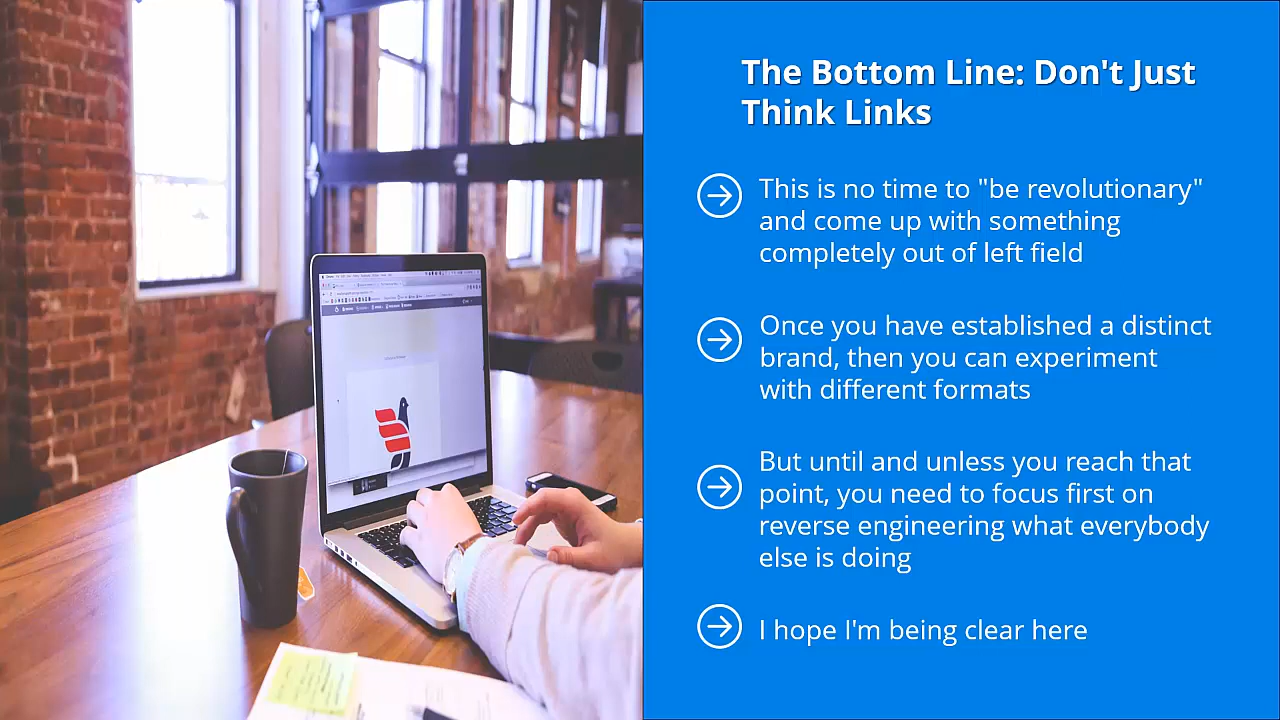 The Bottom Line: Don't Just
Think Links
This is no time to "be revolutionary"
and come up with something
completely out of left field
Once you have established a distinct
brand, then you can experiment
with different formats
But until and unless you reach that
point, you need to focus first on
reverse engineering what everybody
else is doing
I hope I'm being clear here